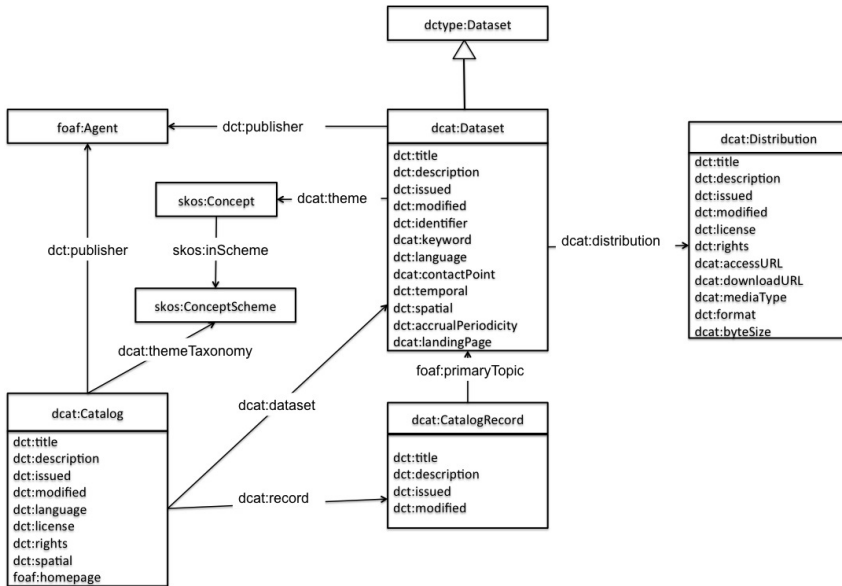 dctype:Dataset
foaf:Agent
dct:publisher
dcat:Dataset
dct:title
dct:description
dct:issued
dct:modified
dct:identifier
dcat:keyword
dct:language
dcat:contactPoint
dct:temporal
dct:spatial
dct:accrualPeriodicity
dcat:landingPage
dcat:Distribution
dct:title
dct:description
dct:issued
dct:modified
dct:license
dct:rights
dcat:accessURL
dcat:downloadURL
dcat:mediaType
dct:format
dcat:byteSize
skos:Concept
dcat:theme
dcat:distribution
dct:publisher
skos:inScheme
skos:ConceptScheme
dcat:themeTaxonomy
foaf:primaryTopic
dcat:dataset
dcat:Catalog
dct:title
dct:description
dct:issued
dct:modified
dct:language
dct:license
dct:rights
dct:spatial
foaf:homepage
dcat:record
dcat:CatalogRecord
dct:title
dct:description
dct:issued
dct:modified